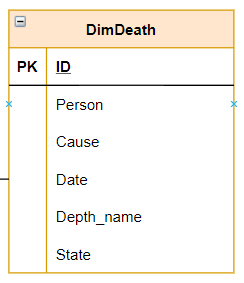 DimDeath
PK ID
Person
Cause
Date
Depth_name
State